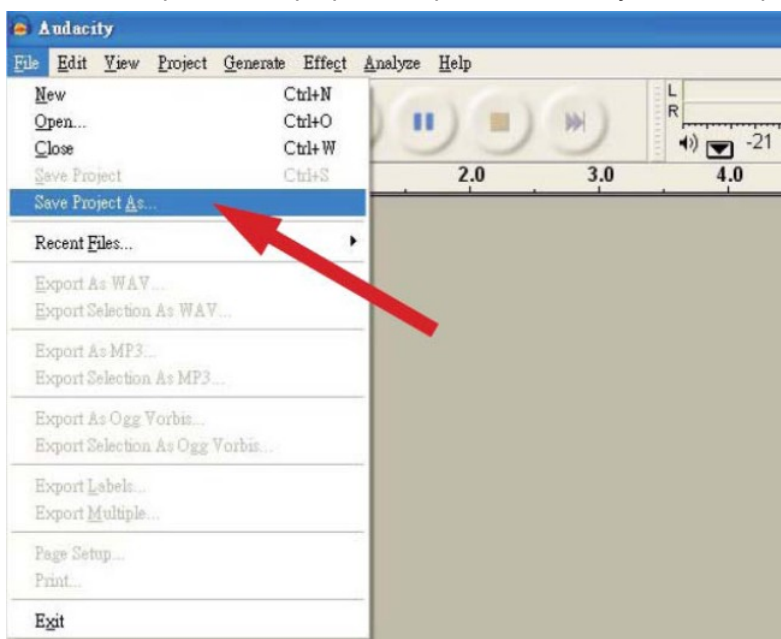 Audacity
File Edit View Project Generate Effect Analyze Help
New Ctrl+N
Open... Ctrl+O
Close Ctrl+W
Save Project Ctrl+S
Save Project As...
Recent Files...
Export As WAV...
Export Selection As WAV...
Export As MP3...
Export Selection As MP3...
Export As Ogg Vorbis...
Export Selection As Ogg Vorbis...
Export Labels...
Export Multiple...
Page Setup...
Print...
Exit
L
R
-21
2.0 3.0 4.0